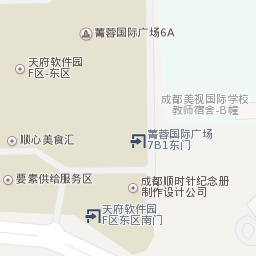 菁蓉国际广场6A
天府软件园
F区-东区
成都美视国际学校
教师宿舍-B幢
菁蓉国际广场
7B1东门
顺心美食汇
要素供给服务区
成都顺时针纪念册
制作设计公司
天府软件园
F区东区南门